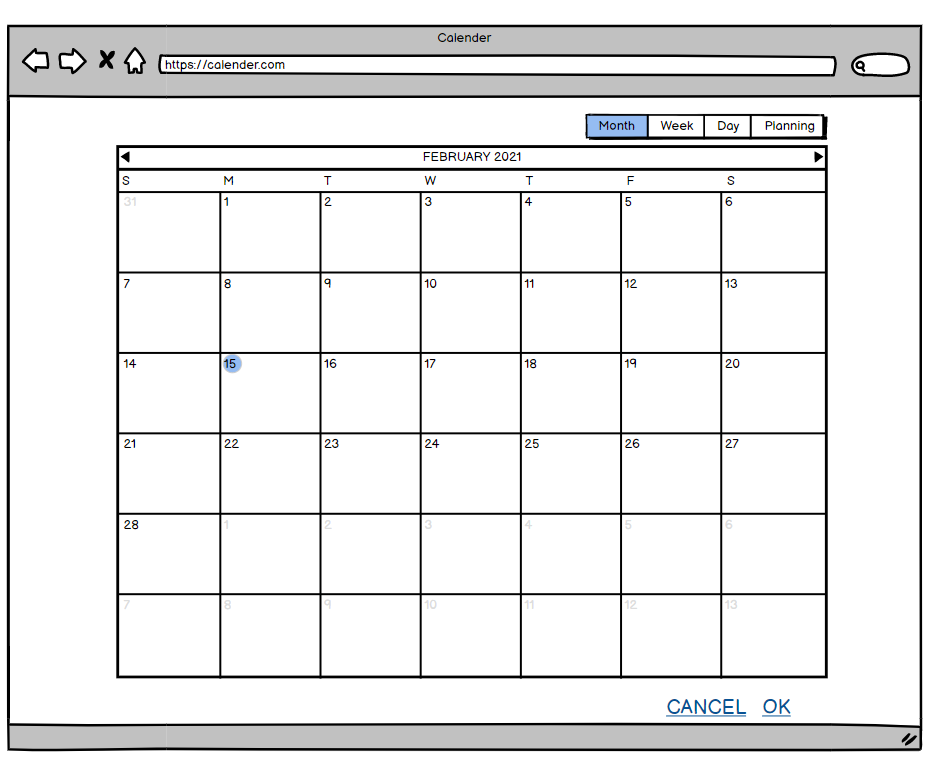 Calender
https://calender.com
Month Week Day Planning
FEBRUARY 2021
S M T W T F S
31 1 2 3 4 5 6
7 8 9 10 11 12 13
14 15 16 17 18 19 20
21 22 23 24 25 26 27
28 1 2 3 4 5 6
7 8 9 10 11 12 13
CANCEL OK